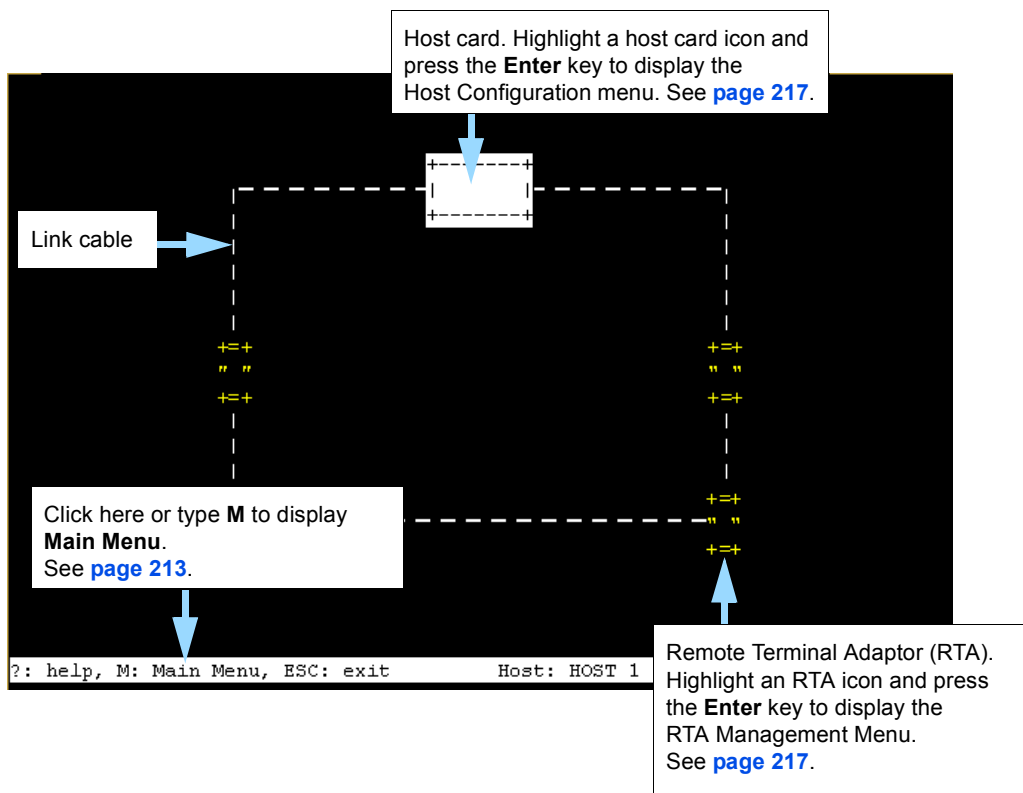 Host card. Highlight a host card icon and
press the Enter key to display the
Host Configuration menu. See page 217.
Link cable
Click here or type M to display
Main Menu.
See page 213.
?: help, M: Main Menu, ESC: exit Host: HOST 1
Remote Terminal Adaptor (RTA).
Highlight an RTA icon and press
the Enter key to display the
RTA Management Menu.
See page 217.